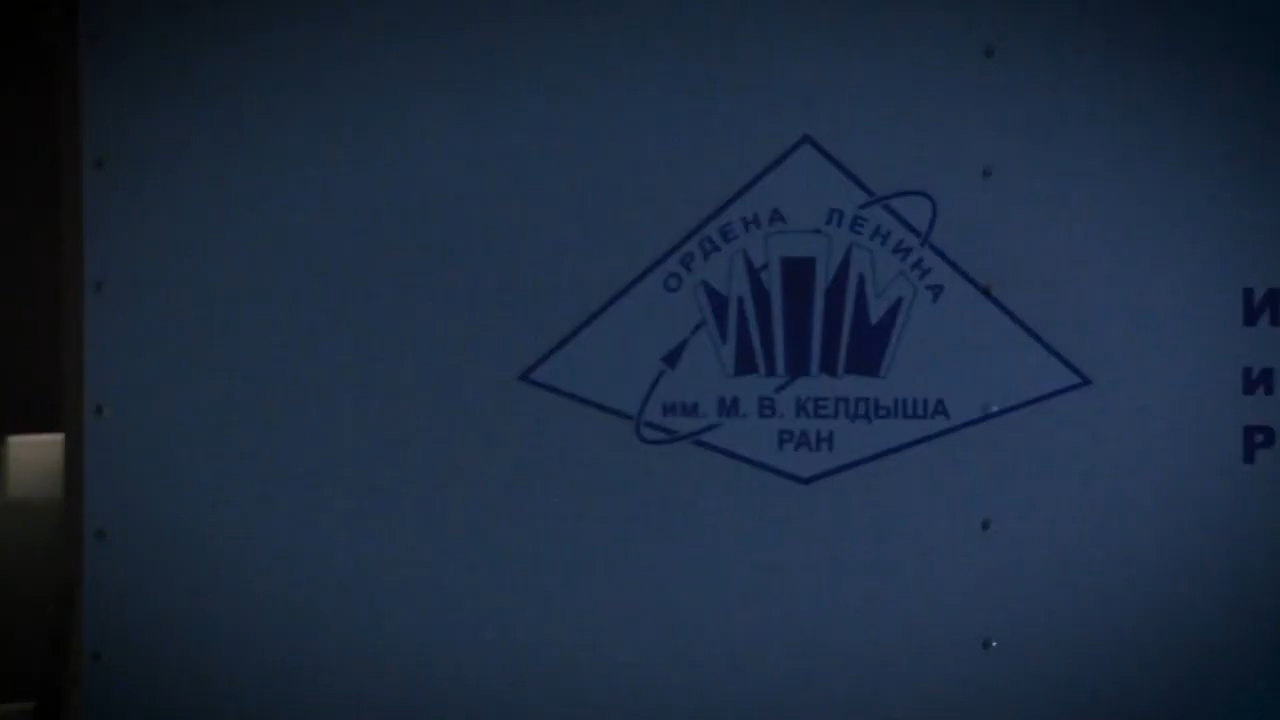 ОРДЕНА ЛЕНИНА
ИПМ
им. М. В. КЕЛДЫША
РАН